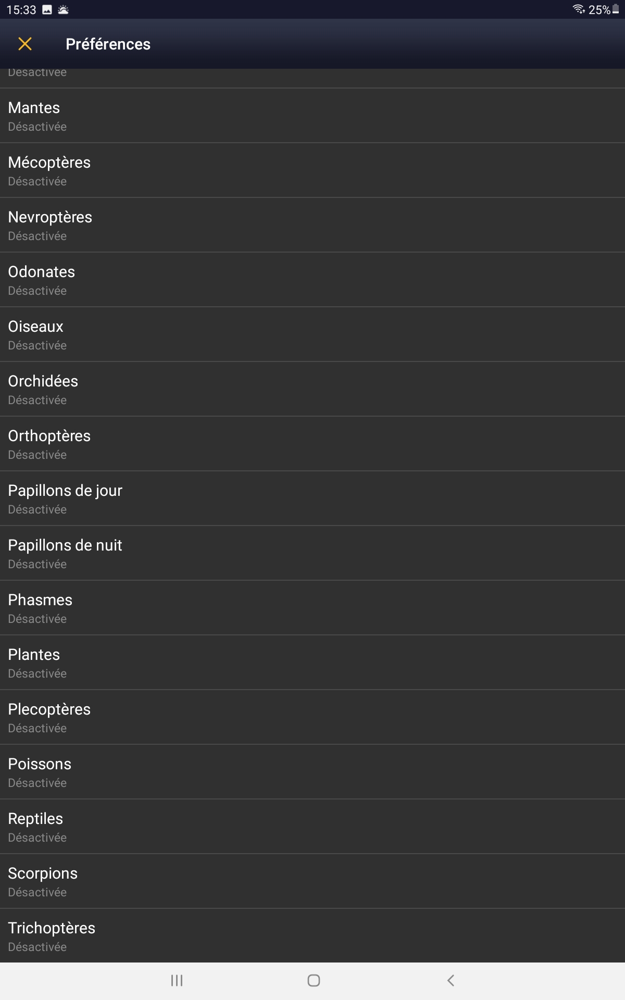 15:33
25%
Préférences
Désactivée
Mantes
Désactivée
Mécoptères
Désactivée
Nevroptères
Désactivée
Odonates
Désactivée
Oiseaux
Désactivée
Orchidées
Désactivée
Orthoptères
Désactivée
Papillons de jour
Désactivée
Papillons de nuit
Désactivée
Phasmes
Désactivée
Plantes
Désactivée
Plecoptères
Désactivée
Poissons
Désactivée
Reptiles
Désactivée
Scorpions
Désactivée
Trichoptères
Désactivée